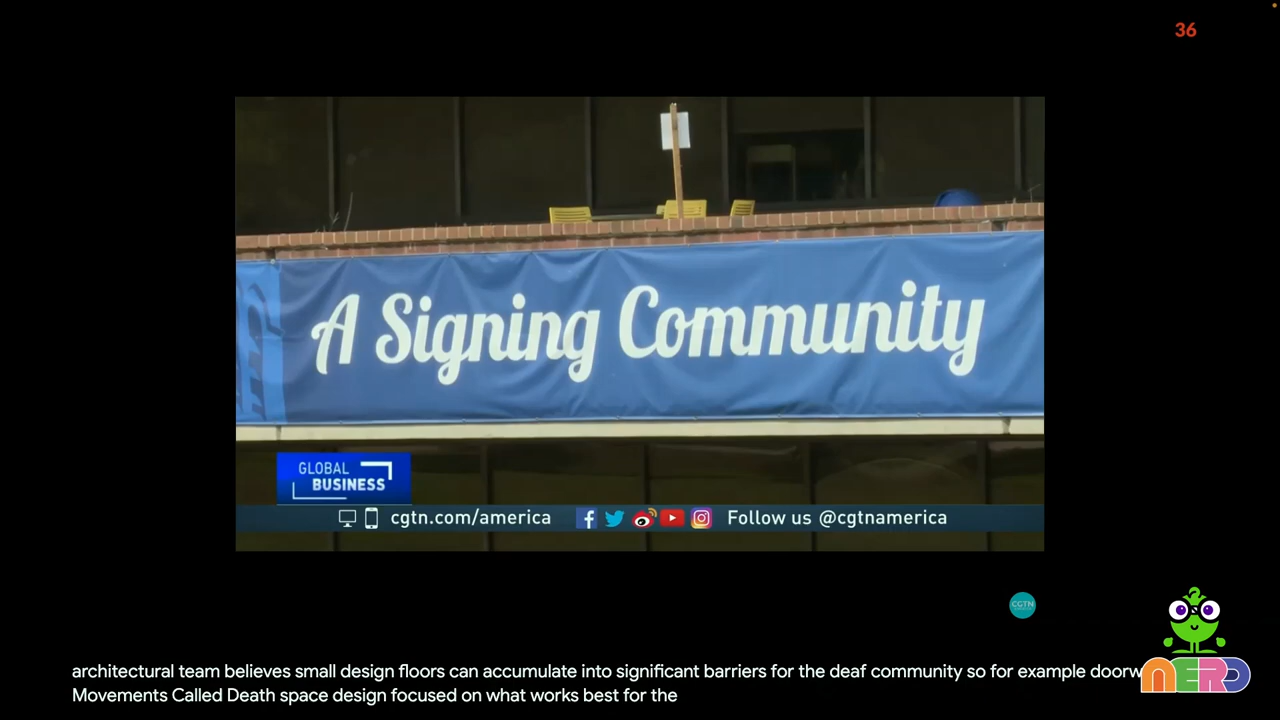 36
A Signing Community
GLOBAL
BUSINESS
cgtn.com/america
Follow us @cgtnamerica
CGTN
architectural team believes small design floors can accumulate into significant barriers for the deaf community so for example doorw
Movements Called Death space design focused on what works best for the
NERD